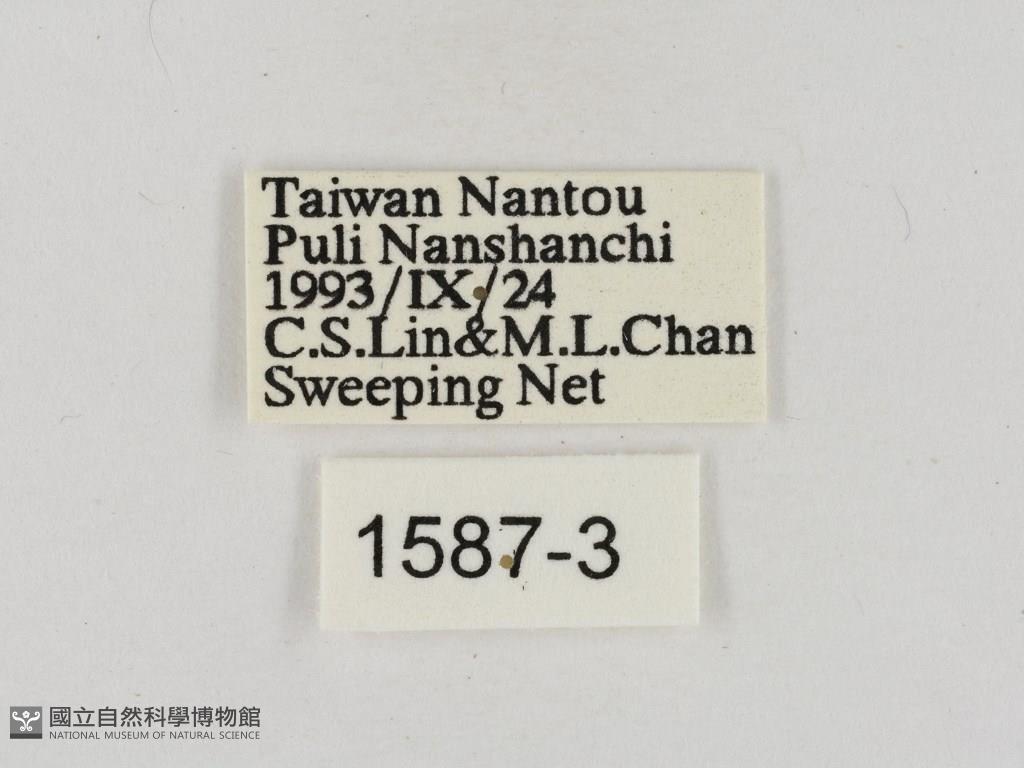 Taiwan Nantou
Puli Nanshanchi
1993/IX/24
C.S.Lin&M.L.Chan
Sweeping Net
1587-3
國立自然科學博物館
NATIONAL MUSEUM OF NATURAL SCIENCE